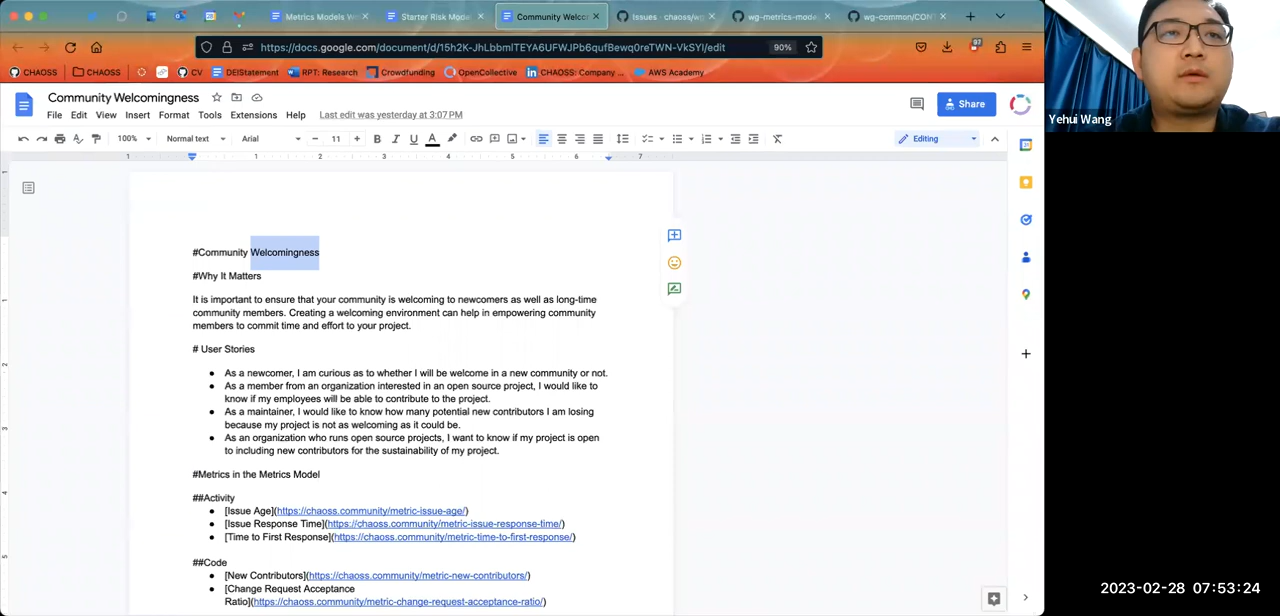 Metrics Models W
Starter Risk Model
Community Welco
Issues · chaoss/wg
wg-metrics-model
wg-common/CONT
https://docs.google.com/document/d/15h2K-JhLbbmITEYA6UFWJPb6qufBewq0reTWN-VkSYI/edit
90%
97
CHAOSS
CHAOSS
CV
DEIStatement
RPT: Research
Crowdfunding
OpenCollective
CHAOSS: Company ...
AWS Academy
Community Welcomingness
File Edit View Insert Format Tools Extensions Help Last edit was yesterday at 3:07 PM
Share
100% Normal text Arial 11 B I U A Editing
1 1 2 3 4 5 6 7
#Community Welcomingness
#Why It Matters
It is important to ensure that your community is welcoming to newcomers as well as long-time
community members. Creating a welcoming environment can help in empowering community
members to commit time and effort to your project.
# User Stories
● As a newcomer, I am curious as to whether I will be welcome in a new community or not.
● As a member from an organization interested in an open source project, I would like to
know if my employees will be able to contribute to the project.
● As a maintainer, I would like to know how many potential new contributors I am losing
because my project is not as welcoming as it could be.
● As an organization who runs open source projects, I want to know if my project is open
to including new contributors for the sustainability of my project.
#Metrics in the Metrics Model
##Activity
● [Issue Age](https://chaoss.community/metric-issue-age/)
● [Issue Response Time](https://chaoss.community/metric-issue-response-time/)
● [Time to First Response](https://chaoss.community/metric-time-to-first-response/)
##Code
● [New Contributors](https://chaoss.community/metric-new-contributors/)
● [Change Request Acceptance
Ratio](https://chaoss.community/metric-change-request-acceptance-ratio/)
Yehui Wang
2023-02-28 07:53:24